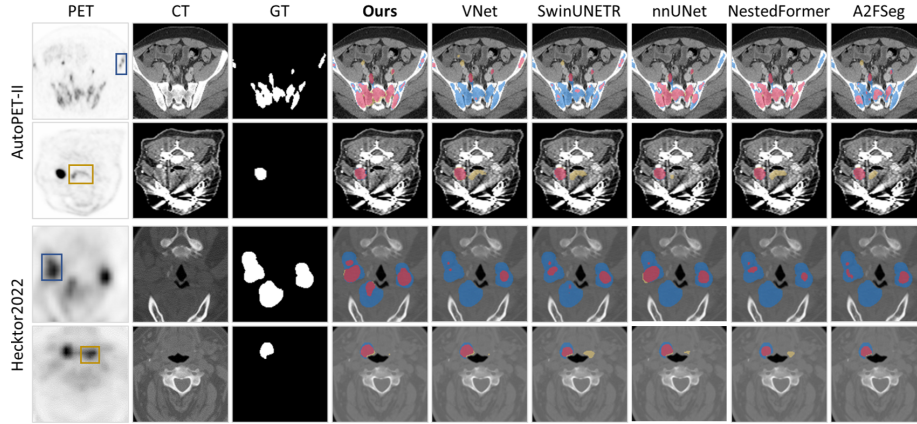 PET CT GT Ours VNet SwinUNETR nnUNet NestedFormer A2FSeg
AutoPET-II
Hecktor2022